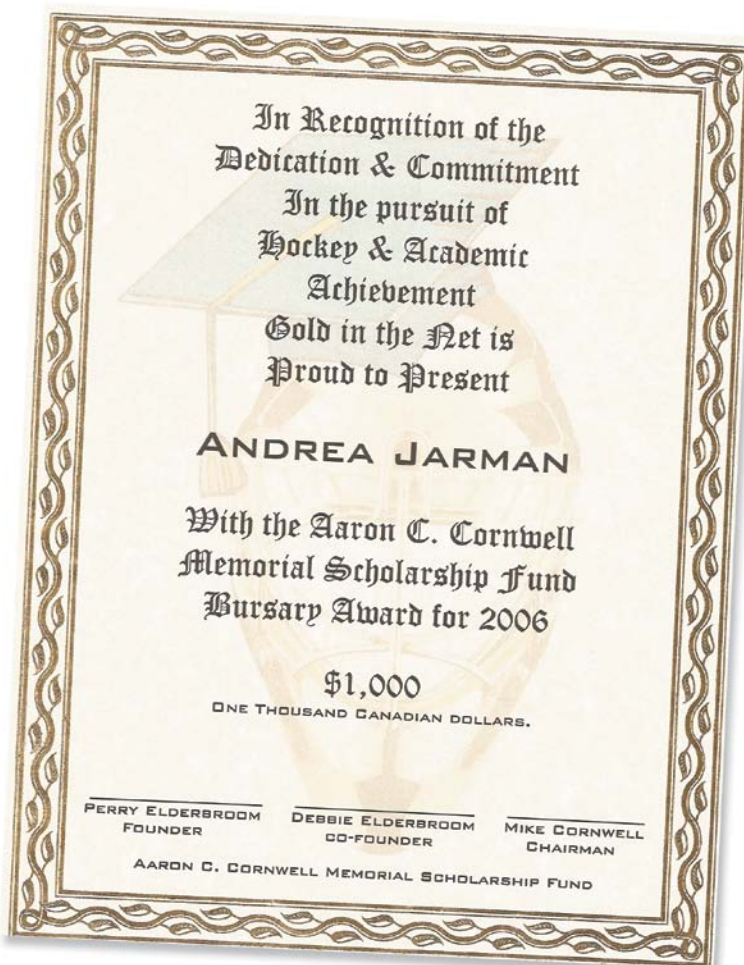 In Recognition of the
Dedication & Commitment
In the pursuit of
Hockey & Academic
Achievement
Gold in the Net is
Proud to Present
ANDREA JARMAN
With the Aaron C. Cornwell
Memorial Scholarship Fund
Bursary Award for 2006
$1,000
ONE THOUSAND CANADIAN DOLLARS.
PERRY ELDERBROOM DEBBIE ELDERBROOM MIKE CORNWELL
FOUNDER CO-FOUNDER CHAIRMAN
AARON C. CORNWELL MEMORIAL SCHOLARSHIP FUND